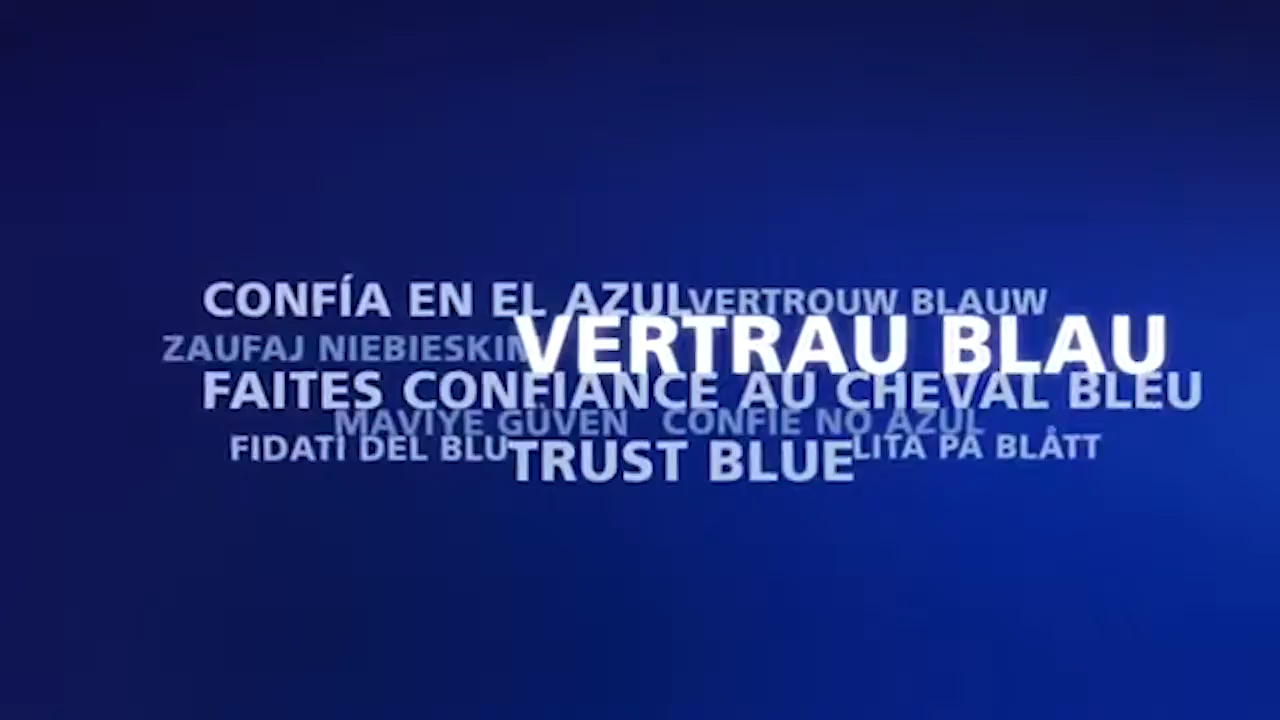 CONFÍA EN EL AZUL
VERTROUW BLAUW
ZAUFAJ
VERTRAU BLAU
FAITES CONFIANCE AU CHEVAL BLEU
MAVIYE GÜVEN
CONFIE NO AZUL
FIDATI DEL BLU
TRUST BLUE
LITA PÅ BLÅTT